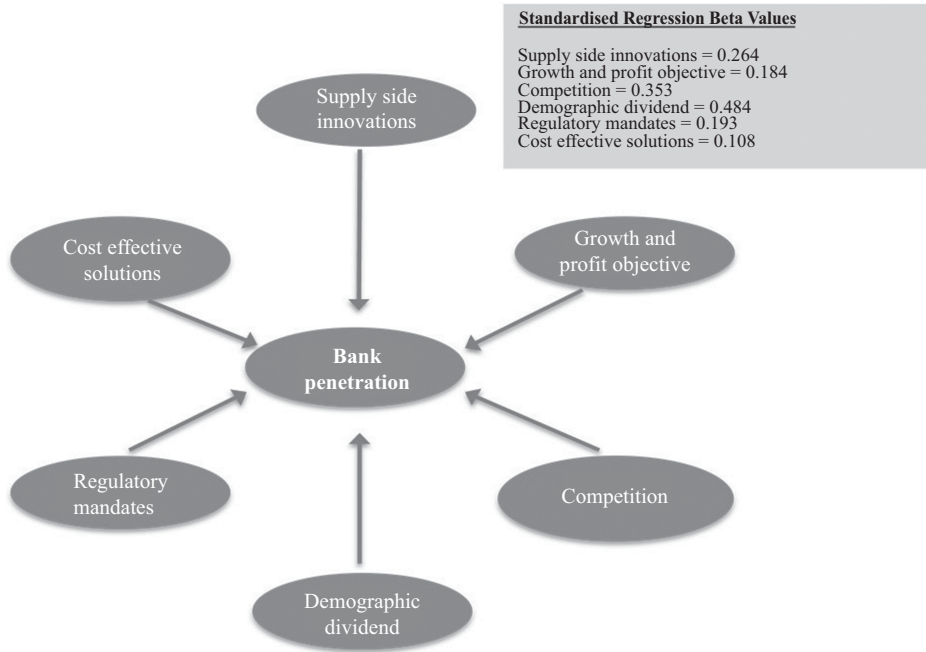 Standardised Regression Beta Values
Supply side innovations = 0.264
Growth and profit objective = 0.184
Competition = 0.353
Demographic dividend = 0.484
Regulatory mandates = 0.193
Cost effective solutions = 0.108
Supply side
innovations
Cost effective
solutions
Growth and
profit objective
Bank
penetration
Regulatory
mandates
Competition
Demographic
dividend